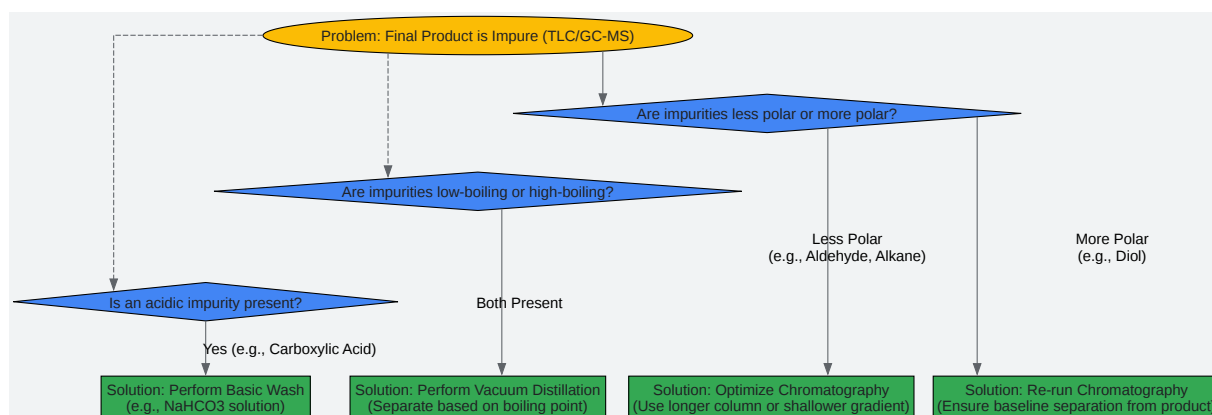 Problem: Final Product is Impure (TLC/GC-MS)
Are impurities less polar or more polar?
Are impurities low-boiling or high-boiling?
Less Polar
(e.g., Aldehyde, Alkane)
More Polar
(e.g., Diol)
Is an acidic impurity present?
Both Present
Yes (e.g., Carboxylic Acid)
Solution: Perform Basic Wash
(e.g., NaHCO3 solution)
Solution: Perform Vacuum Distillation
(Separate based on boiling point)
Solution: Optimize Chromatography
(Use longer column or shallower gradient)
Solution: Re-run Chromatography
(Ensure baseline separation from product)